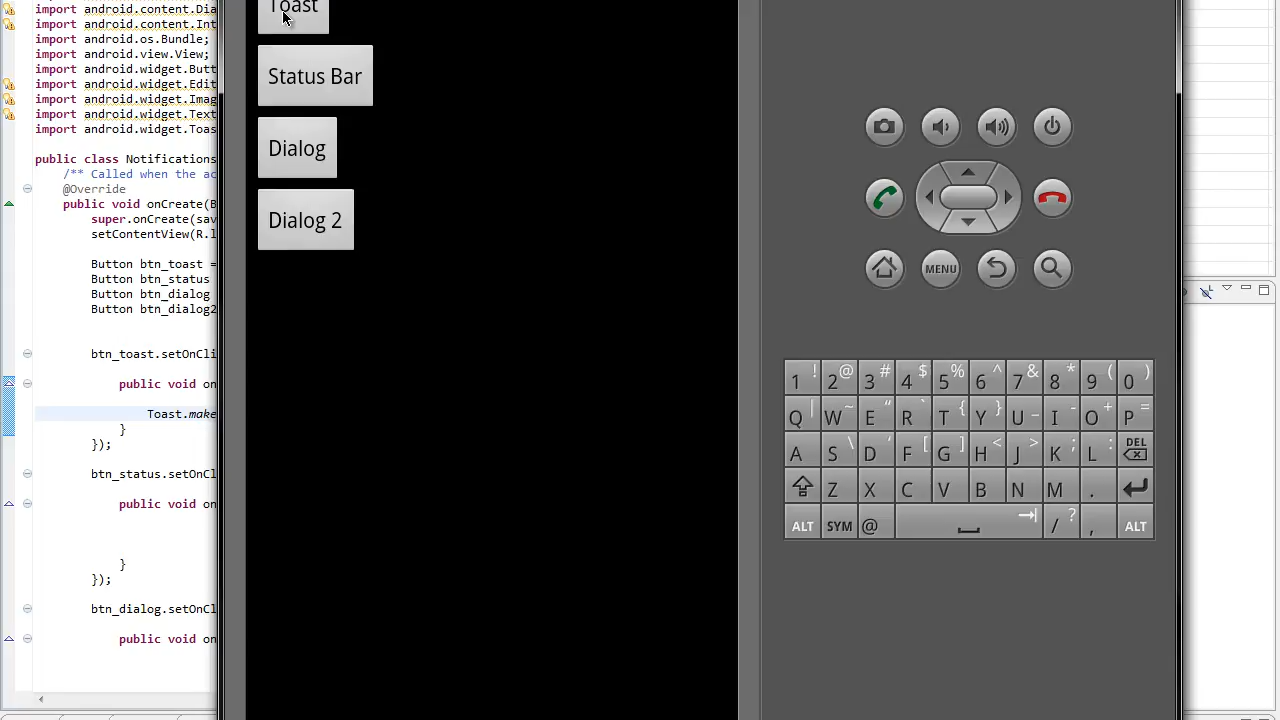 import android.content.Dia
import android.content.Int
import android.os.Bundle;
import android.view.View;
import android.widget.Butt
import android.widget.Edit
import android.widget.Imag
import android.widget.Text
import android.widget.Toas
public class Notifications
/** Called when the ac
@Override
public void onCreate(B
super.onCreate(sav
setContentView(R.l
Button btn_toast =
Button btn_status
Button btn_dialog
Button btn_dialog2
btn_toast.setOnCli
public void on
Toast.make
}
});
btn_status.setOnCl
public void on
}
});
btn_dialog.setOnCl
public void on
Toast
Status Bar
Dialog
Dialog 2
MENU
1 ! 2 @ 3 # 4 $ 5 % 6 ^ 7 & 8 * 9 ( 0 )
Q | W ~ E “ R ` T { Y } U _ I - O + P =
A S \ D ‘ F [ G ] H < J > K ; L : DEL
Z X C V B N M .
ALT SYM @ / ? , ALT